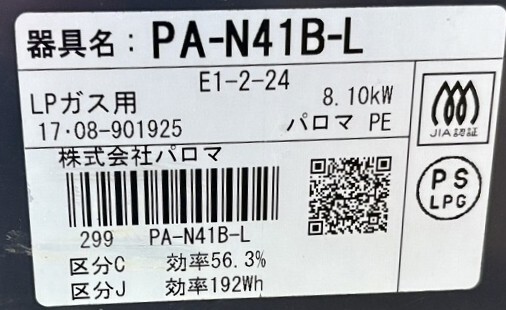 器具名：PA-N41B-L
E1-2-24
LPガス用 8.10kW
17・08-901925 パロマ PE
JIA認証
株式会社パロマ
PS
LPG
299 PA-N41B-L
区分C 効率56.3%
区分J 効率192Wh